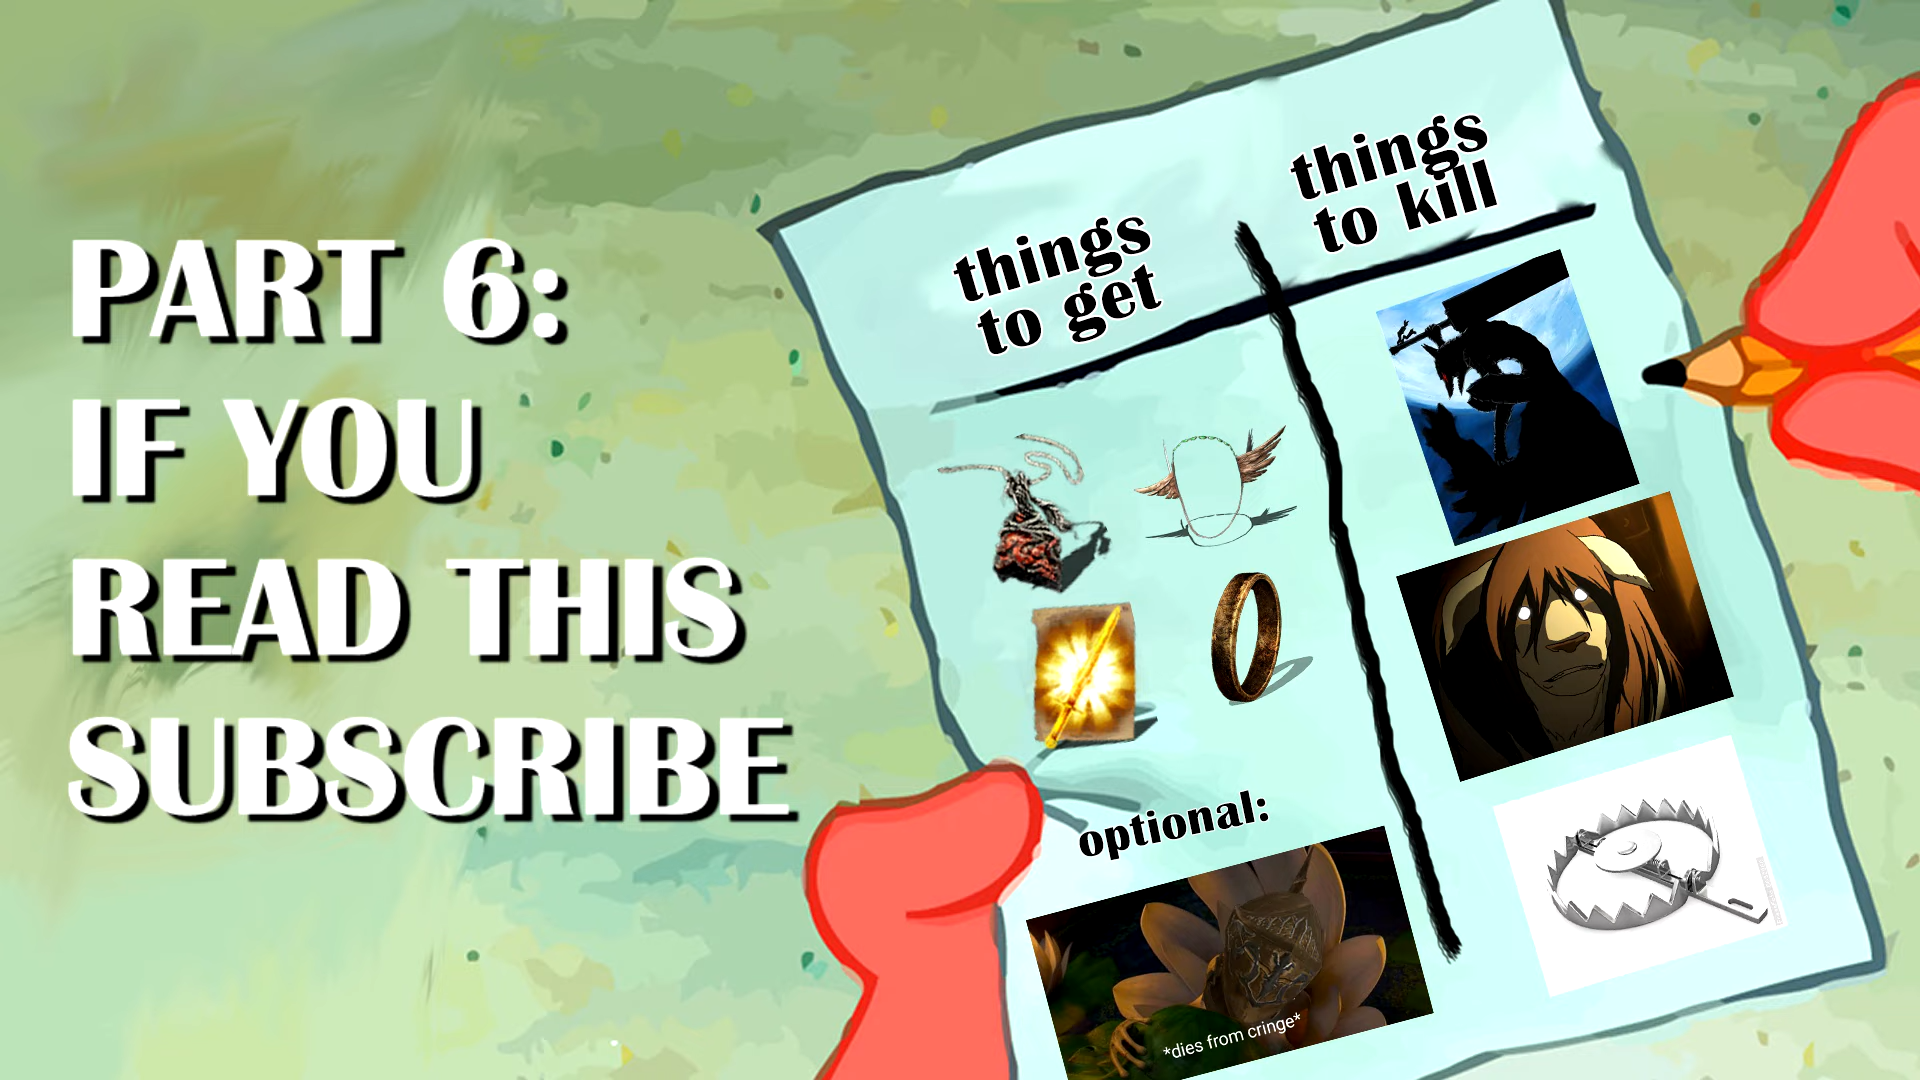 PART 6:
IF YOU
READ THIS
SUBSCRIBE
things
to get
things
to kill
optional:
*dies from cringe*